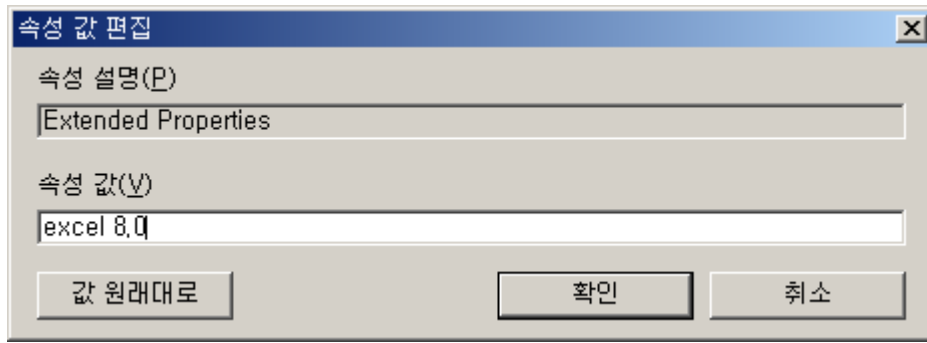 속성 값 편집
속성 설명(P)
Extended Properties
속성 값(V)
excel 8.0
값 원래대로 확인 취소